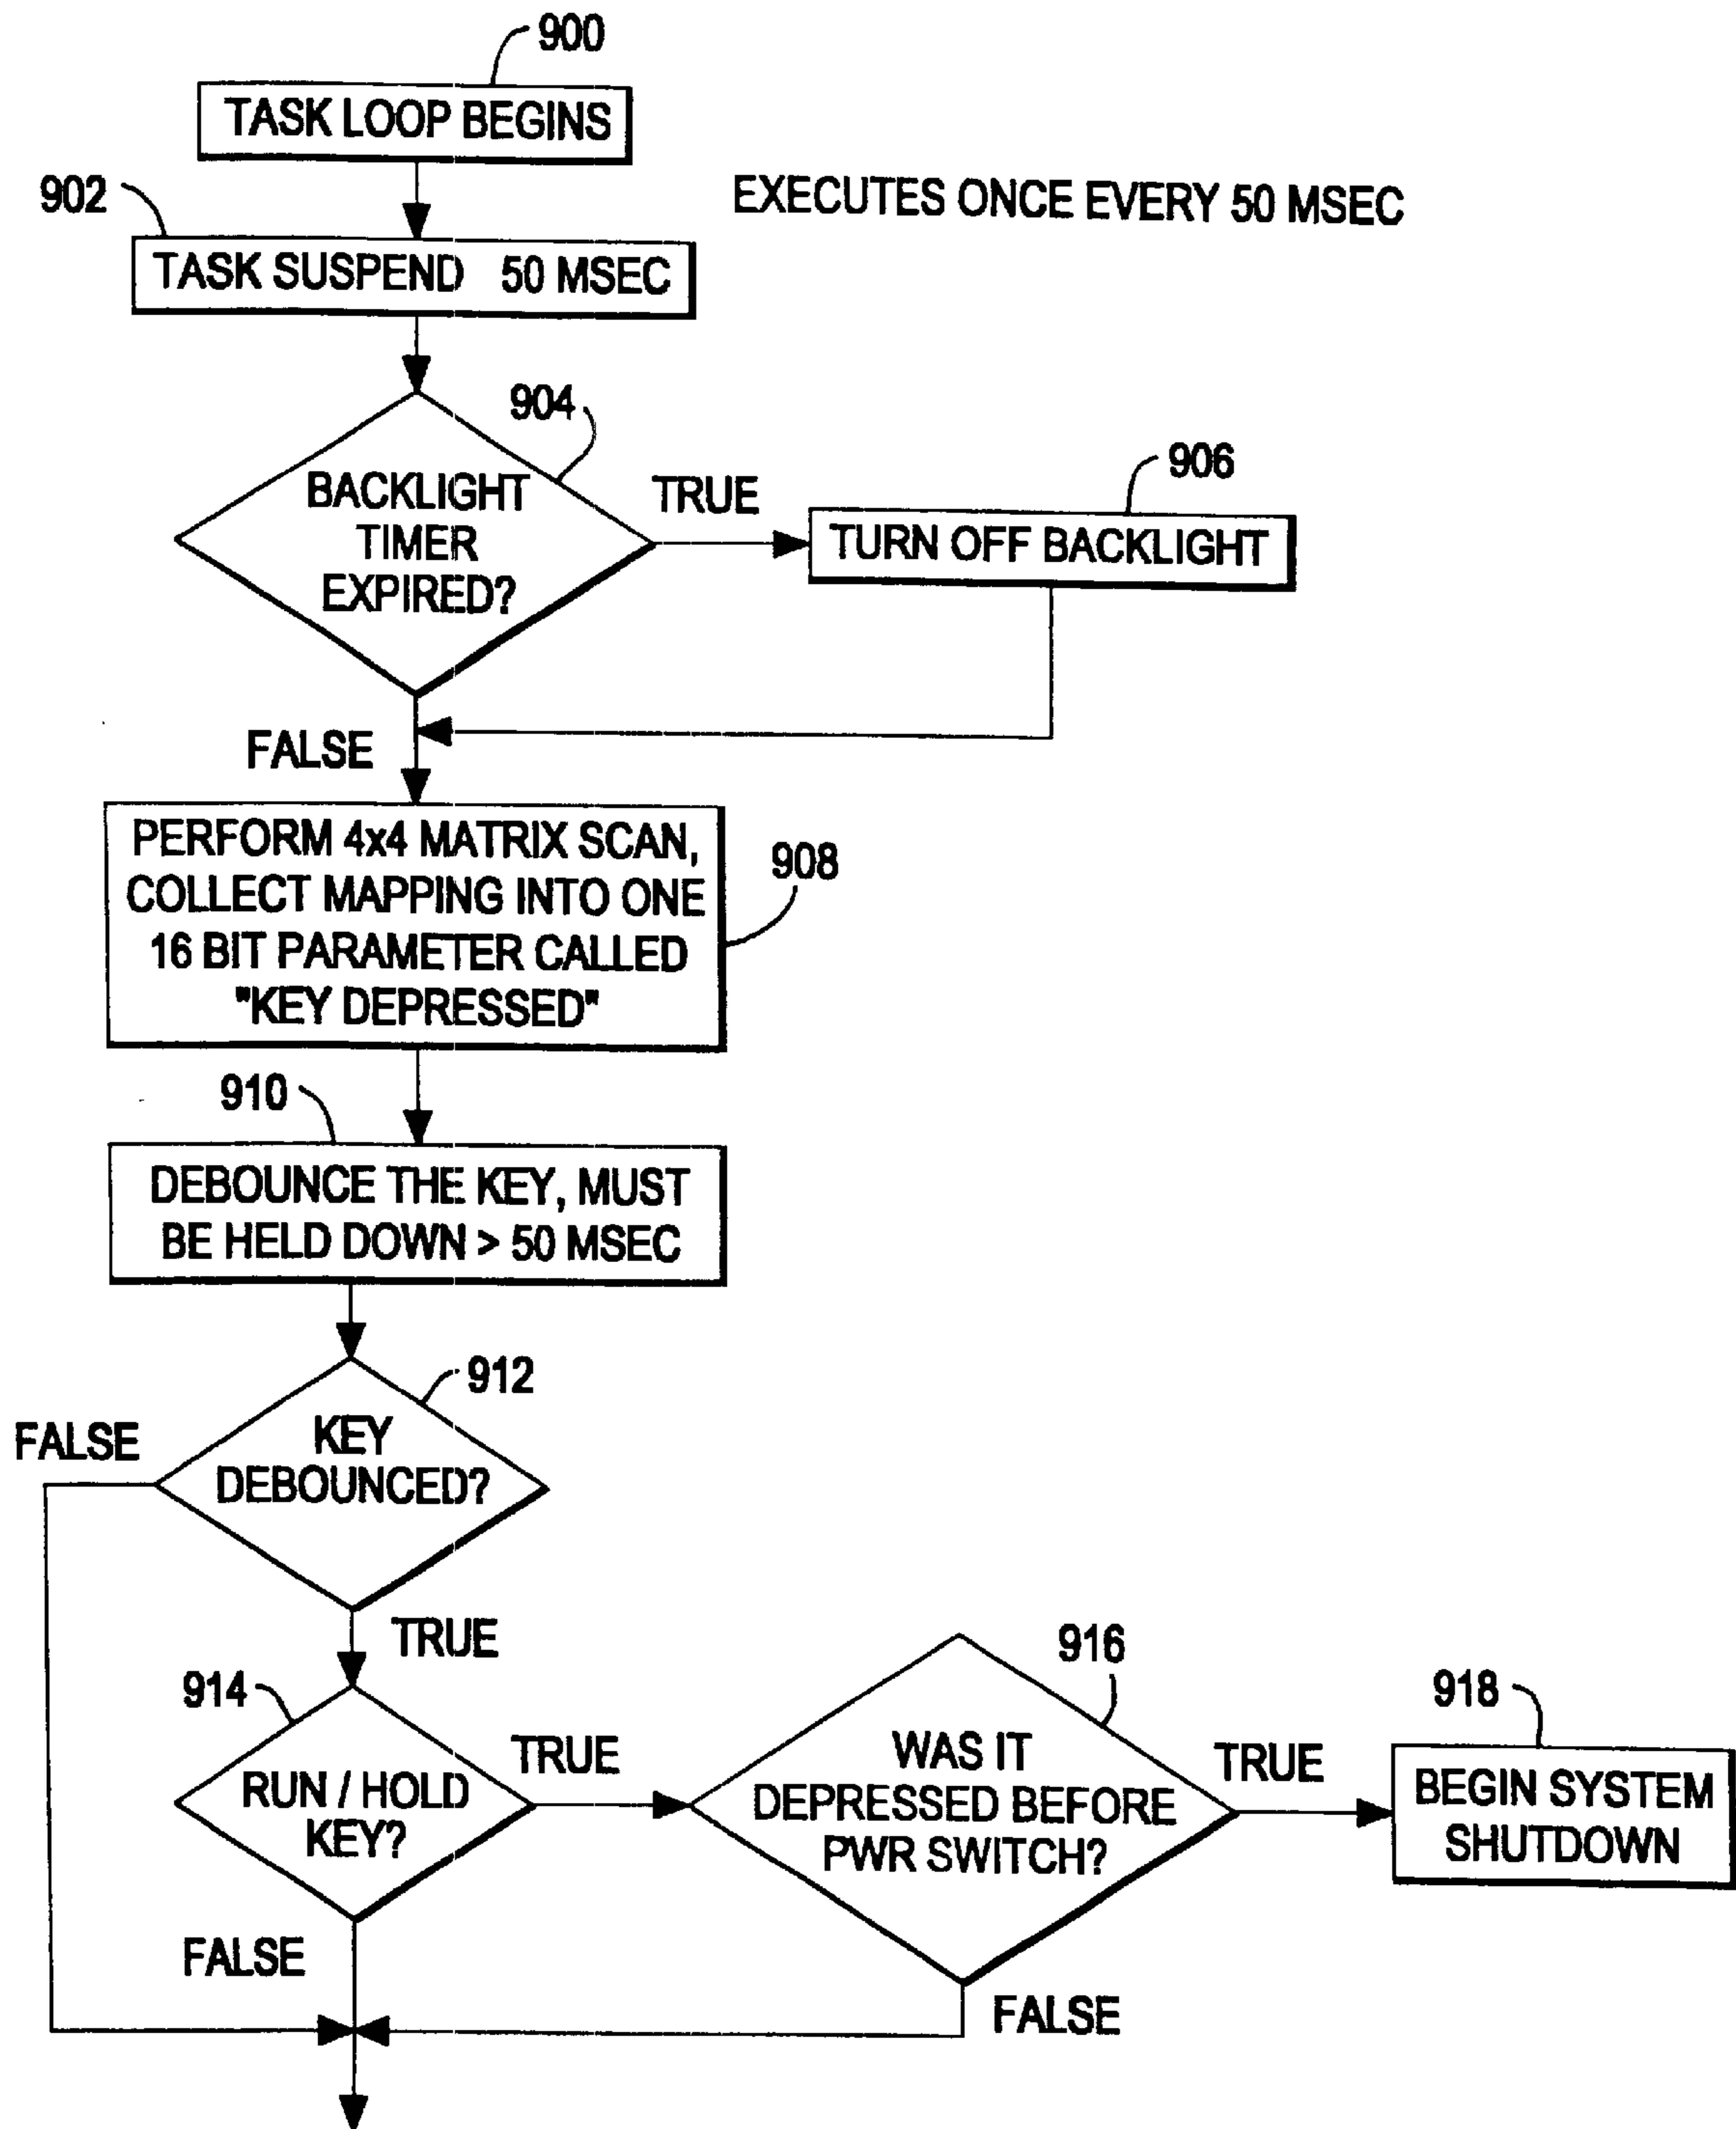 900
TASK LOOP BEGINS
902
EXECUTES ONCE EVERY 50 MSEC
TASK SUSPEND 50 MSEC
904
BACKLIGHT
TIMER
EXPIRED?
TRUE
906
TURN OFF BACKLIGHT
FALSE
PERFORM 4x4 MATRIX SCAN,
COLLECT MAPPING INTO ONE
16 BIT PARAMETER CALLED
"KEY DEPRESSED"
908
910
DEBOUNCE THE KEY, MUST
BE HELD DOWN > 50 MSEC
912
FALSE
KEY
DEBOUNCED?
TRUE
914
RUN / HOLD
KEY?
TRUE
916
WAS IT
DEPRESSED BEFORE
PWR SWITCH?
TRUE
918
BEGIN SYSTEM
SHUTDOWN
FALSE
FALSE